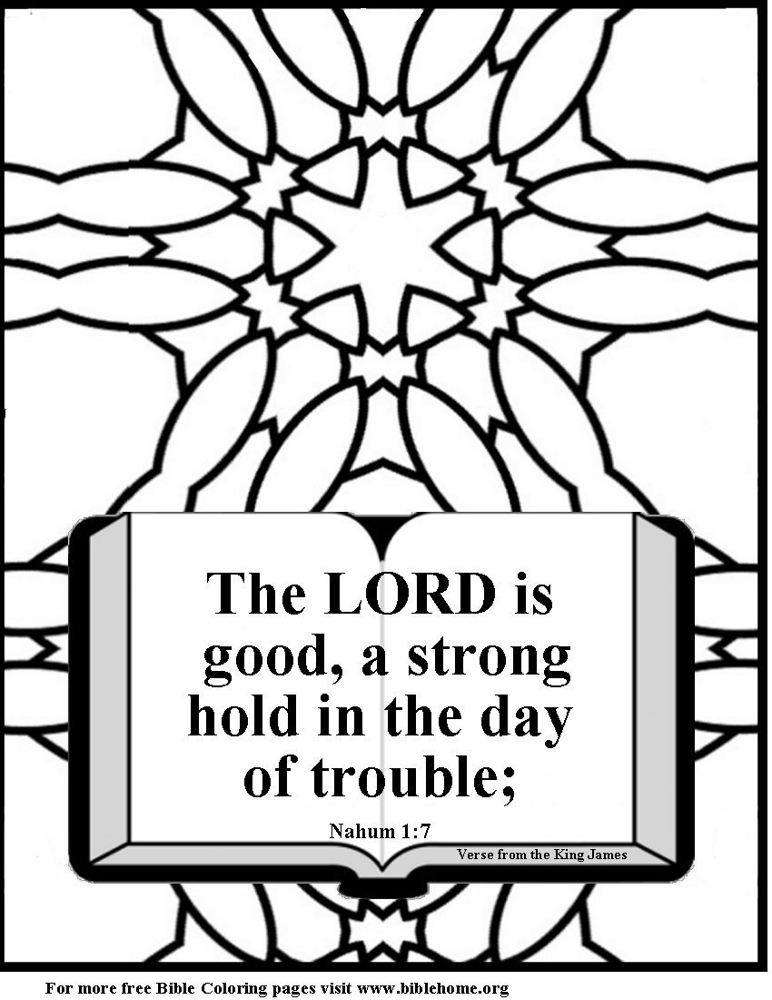 The LORD is
good, a strong
hold in the day
of trouble;
Nahum 1:7
Verse from the King James
For more free Bible Coloring pages visit www.biblehome.org